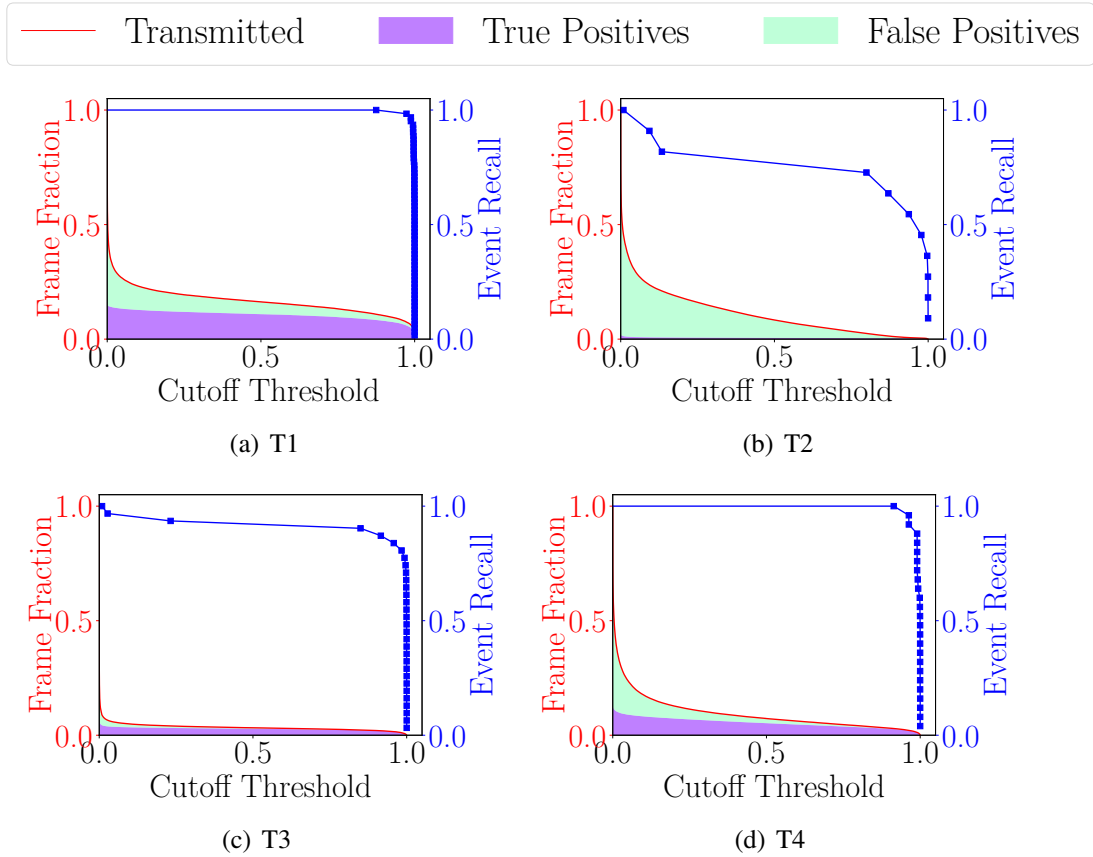 Transmitted True Positives False Positives
1.0 1.0 1.0 1.0
Frame Fraction Event Recall Frame Fraction Event Recall
0.5 0.5 0.5 0.5
0.0 0.0 0.0 0.0
0.0 0.5 1.0 0.0 0.5 1.0
Cutoff Threshold Cutoff Threshold
(a) T1 (b) T2
1.0 1.0 1.0 1.0
Frame Fraction Event Recall Frame Fraction Event Recall
0.5 0.5 0.5 0.5
0.0 0.0 0.0 0.0
0.0 0.5 1.0 0.0 0.5 1.0
Cutoff Threshold Cutoff Threshold
(c) T3 (d) T4